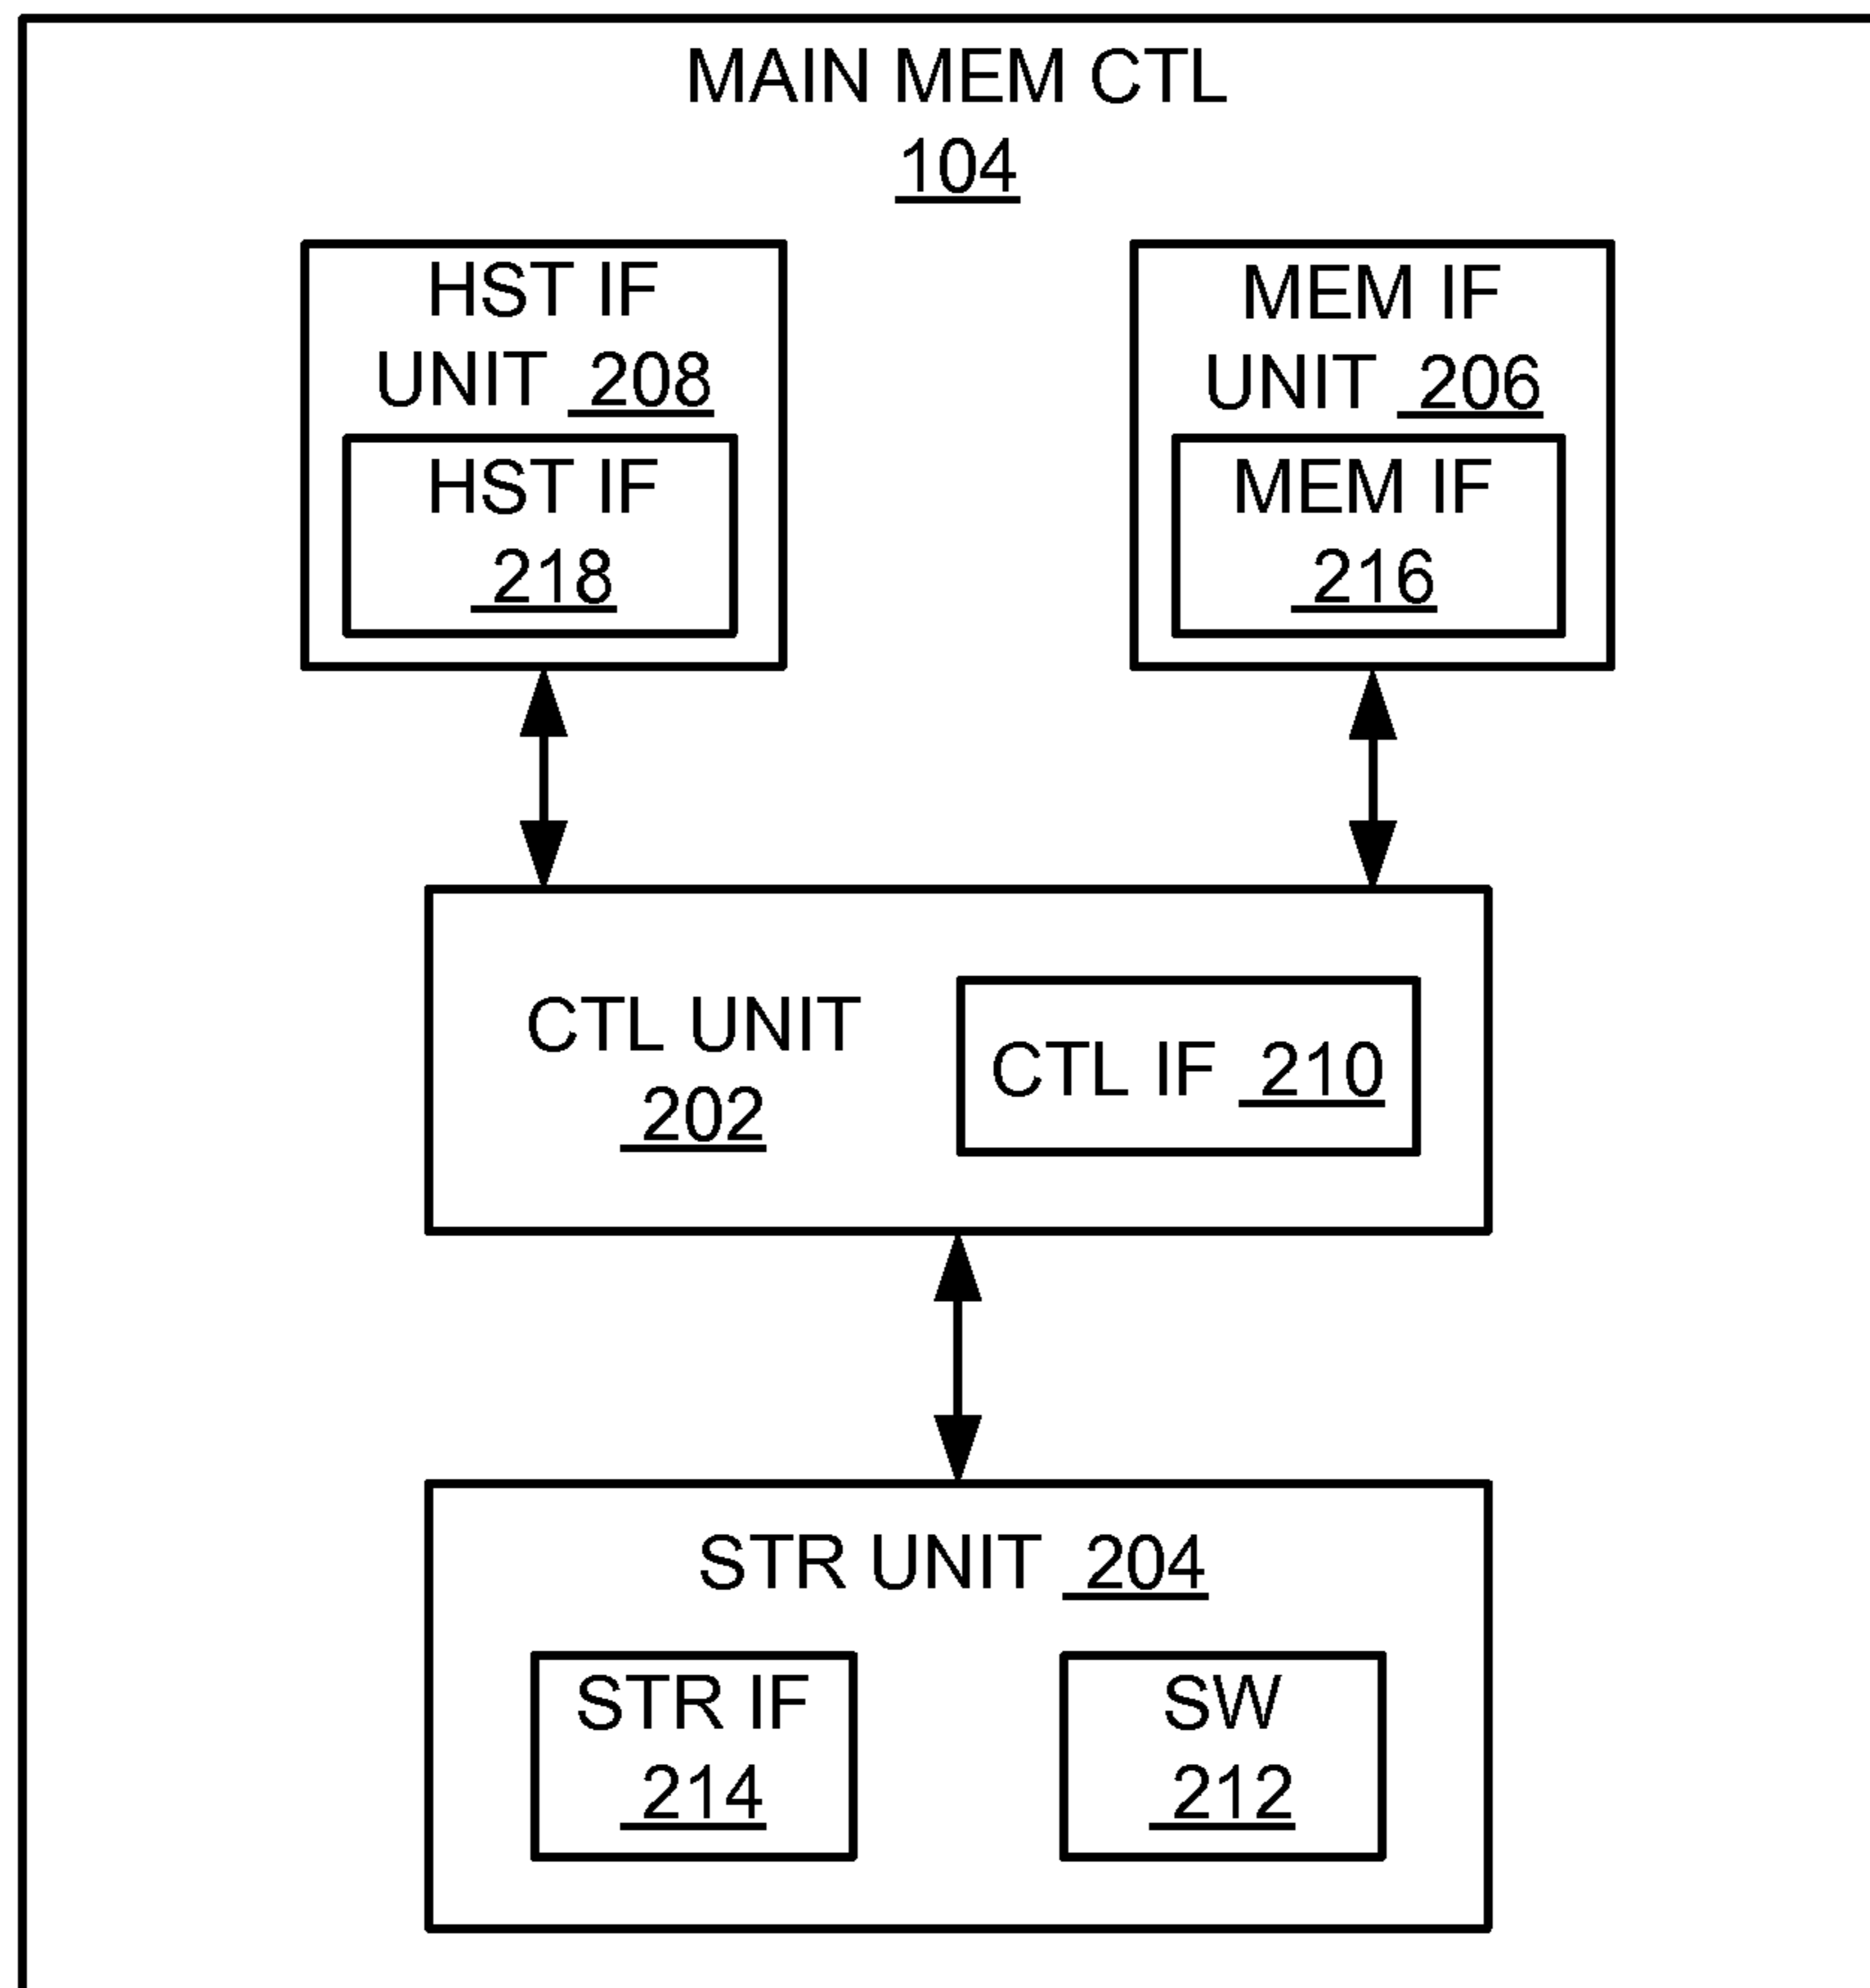 MAIN MEM CTL
104
HST IF
UNIT 208
HST IF
218
MEM IF
UNIT 206
MEM IF
216
CTL UNIT
202
CTL IF 210
STR UNIT 204
STR IF
214
SW
212